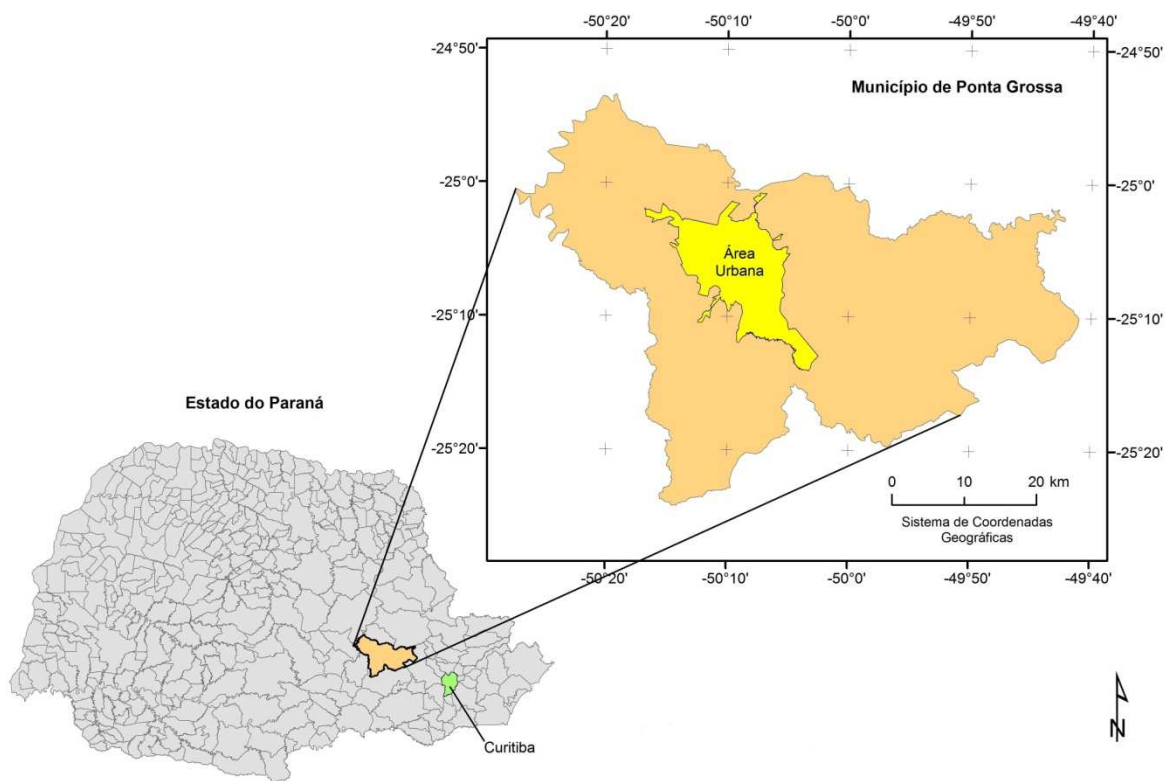 -50°20' -50°10' -50°0' -49°50' -49°40'
-24°50' -24°50'
Município de Ponta Grossa
-25°0' -25°0'
Área
Urbana
-25°10' -25°10'
Estado do Paraná
-25°20' -25°20'
0 10 20 km
Sistema de Coordenadas
Geográficas
-50°20' -50°10' -50°0' -49°50' -49°40'
Curitiba
N